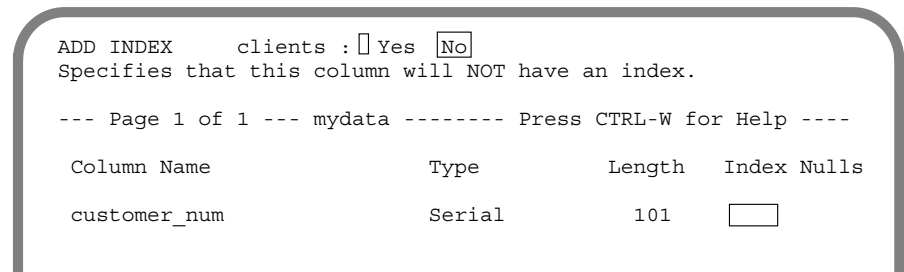 ADD INDEX clients : Yes No
Specifies that this column will NOT have an index.
--- Page 1 of 1 --- mydata -------- Press CTRL-W for Help ----
Column Name Type Length Index Nulls
customer_num Serial 101